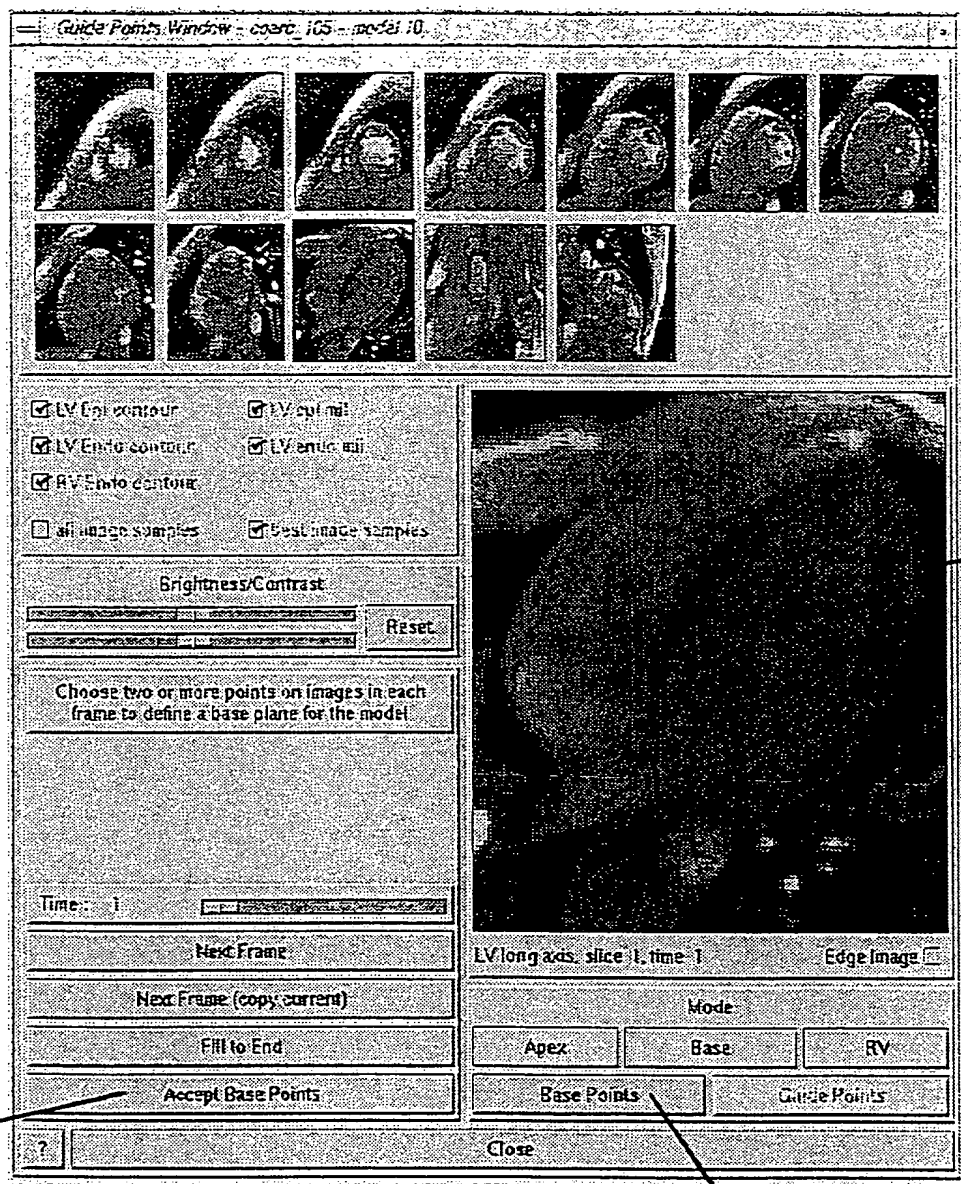 Guide Points Window - coarc_105 - model 10
LV Epi contour
LV epi mii
LV Endo contour
LV endo mii
RV Endo contour
all image samples
best image samples
Brightness/Contrast
Reset
Choose two or more points on images in each
frame to define a base plane for the model
Time: 1
Next Frame
Next Frame (copy current)
Fill to End
Accept Base Points
LV long axis, slice 1, time 1
Edge Image
Mode
Apex
Base
RV
Base Points
Guide Points
?
Close